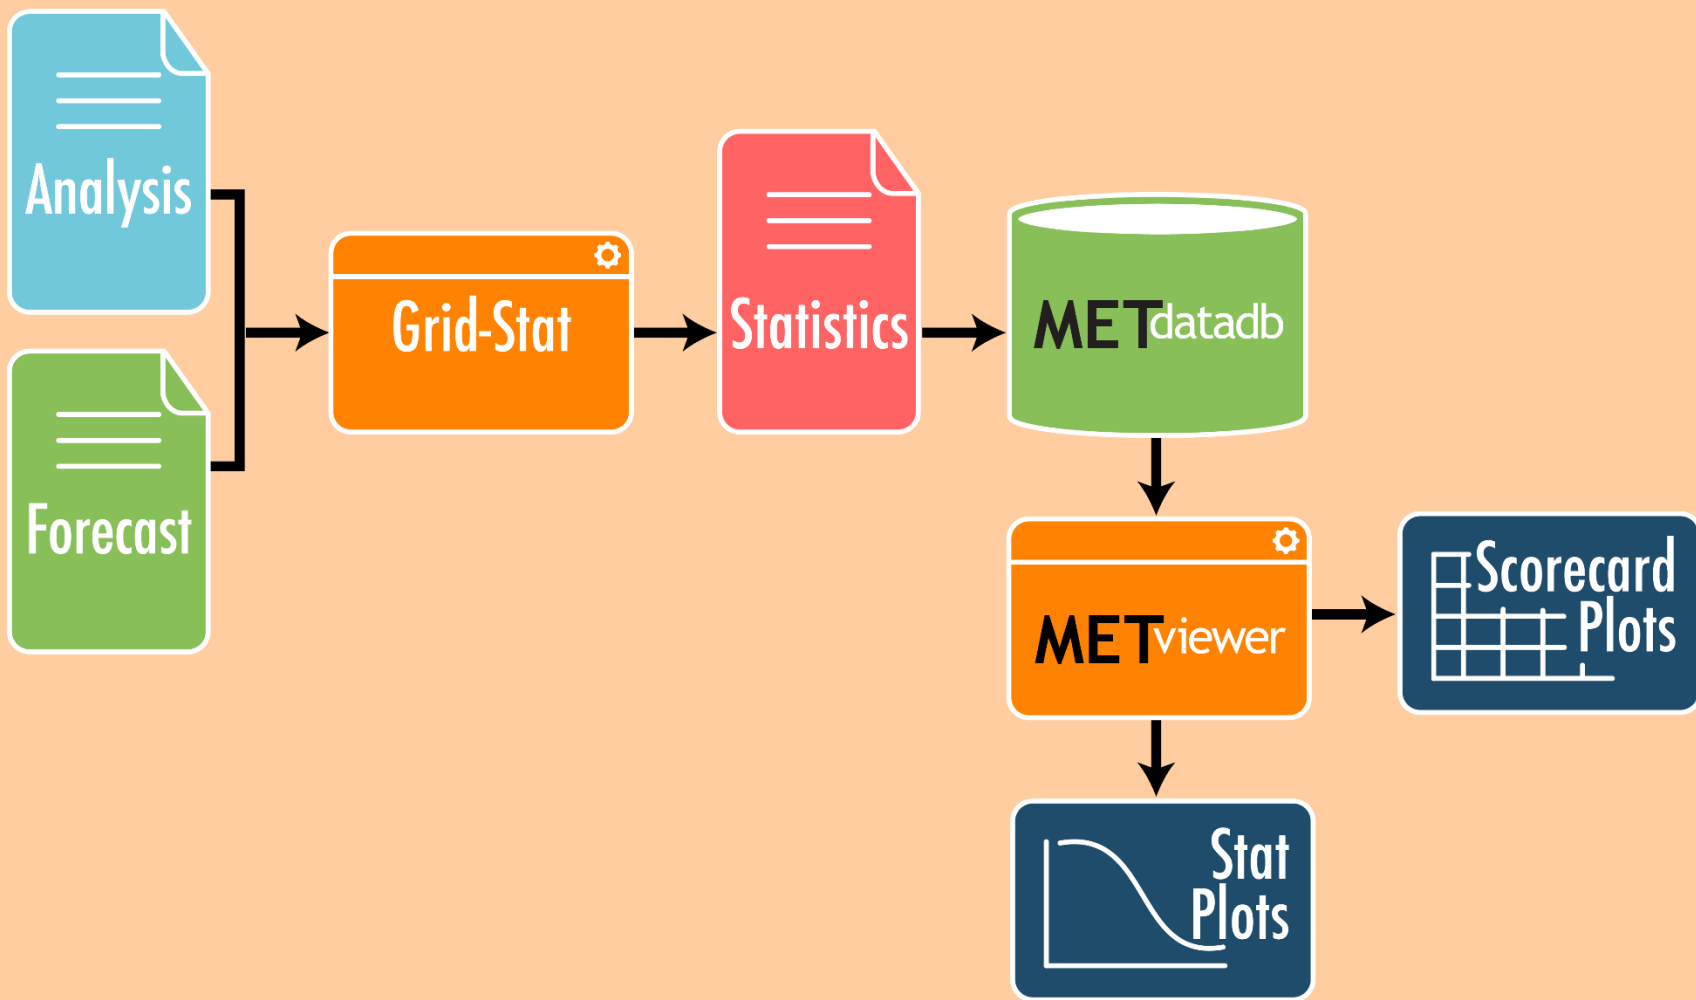 Analysis
Forecast
Grid-Stat
Statistics
METdatadb
METviewer
Scorecard
Plots
Stat
Plots